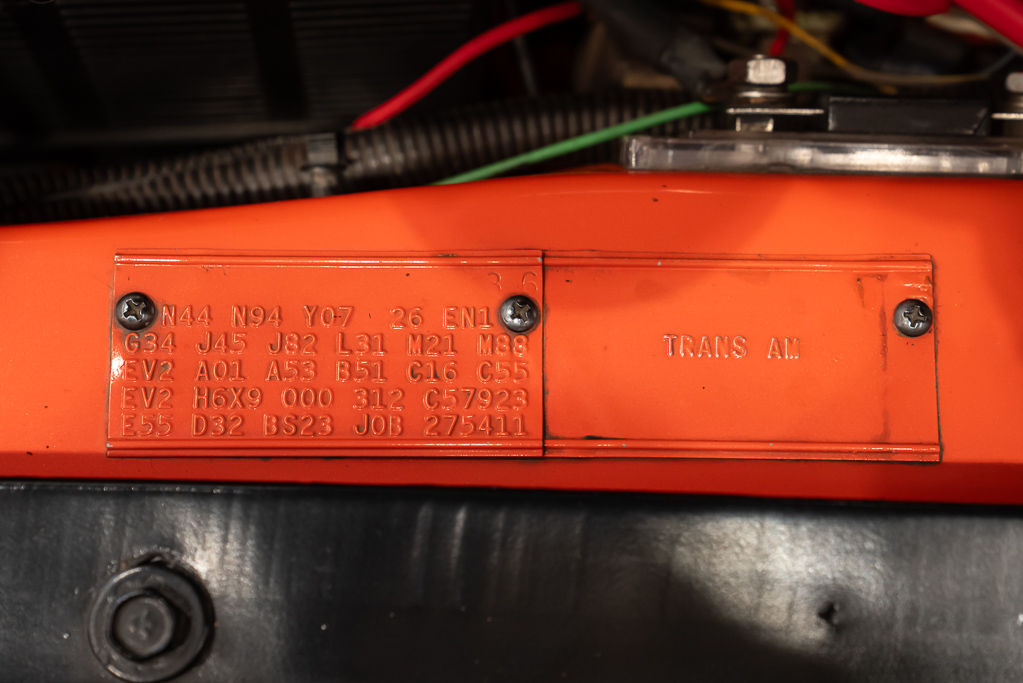 36
N44 N94 Y07 26 EN1
G34 J45 J82 L31 M21 M88
EV2 A01 A53 B51 C16 C55
EV2 H6X9 000 312 C57923
E55 D32 BS23 JOB 275411
TRANS AM